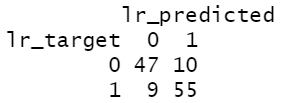 lr_predicted
lr_target 0 1
0 47 10
1 9 55